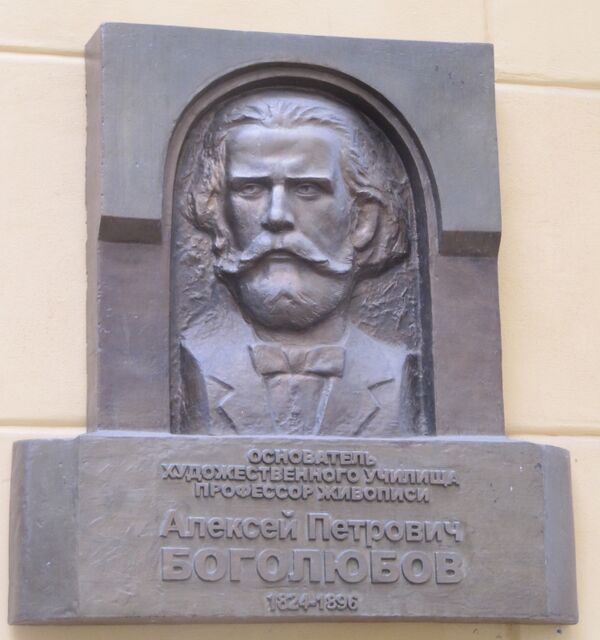 ОСНОВАТЕЛЬ
ХУДОЖЕСТВЕННОГО УЧИЛИЩА
ПРОФЕССОР ЖИВОПИСИ
Алексей Петрович
БОГОЛЮБОВ
1824-1896